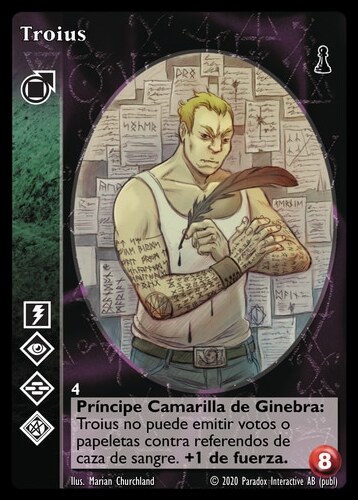 Troius
4
Príncipe Camarilla de Ginebra:
Troius no puede emitir votos o
papeletas contra referendos de
caza de sangre. +1 de fuerza.
8
Ilus. Marian Churchland
© 2020 Paradox Interactive AB (publ)